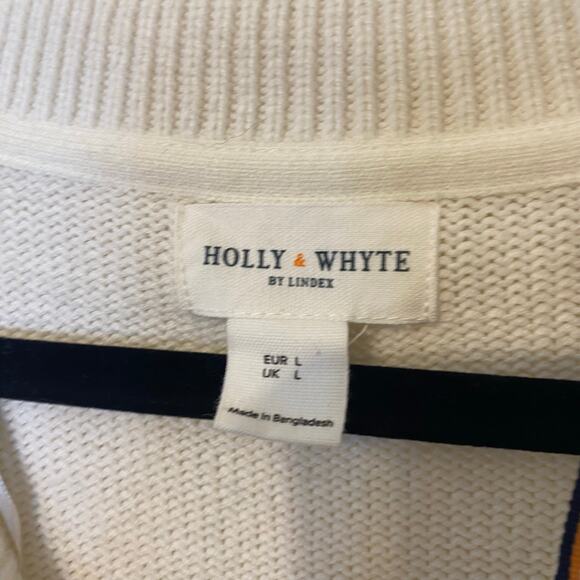 HOLLY & WHYTE
BY LINDEX
EUR L
UK L
Made in Bangladesh